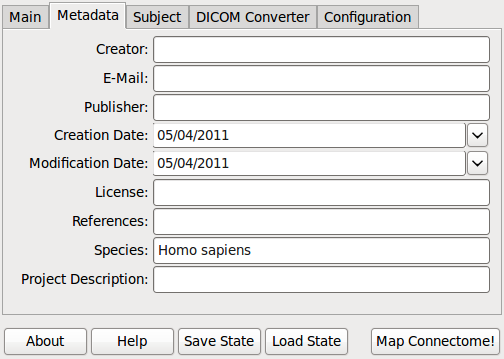 Main Metadata Subject DICOM Converter Configuration
Creator:
E-Mail:
Publisher:
Creation Date: 05/04/2011
Modification Date: 05/04/2011
License:
References:
Species: Homo sapiens
Project Description:
About Help Save State Load State Map Connectome!